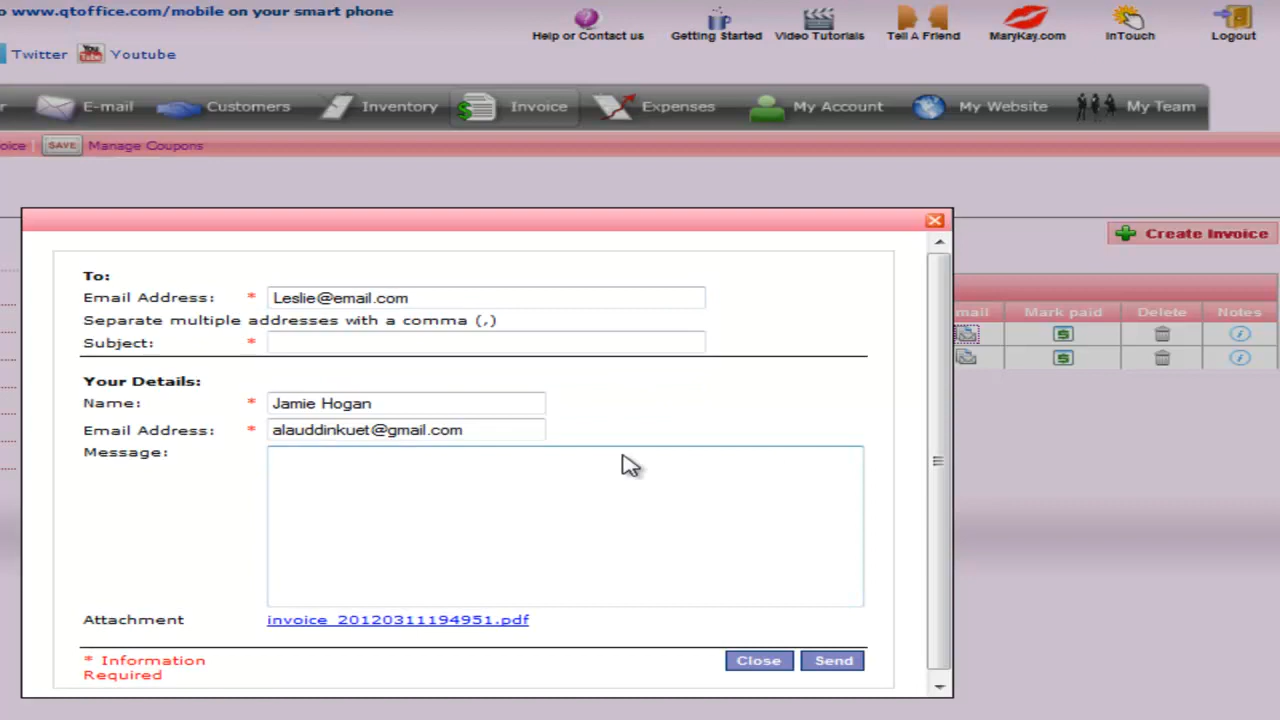 o www.qtoffice.com/mobile on your smart phone
Help or Contact us Getting Started Video Tutorials Tell A Friend MaryKay.com InTouch Logout
Twitter You Tube Youtube
r E-mail Customers Inventory Invoice Expenses My Account My Website My Team
oice SAVE Manage Coupons
Create Invoice
To:
Email Address: * Leslie@email.com
Separate multiple addresses with a comma (,)
Subject: *
mail Mark paid Delete Notes
Your Details:
Name: * Jamie Hogan
Email Address: * alauddinkuet@gmail.com
Message:
Attachment invoice_20120311194951.pdf
* Information
Required
Close Send